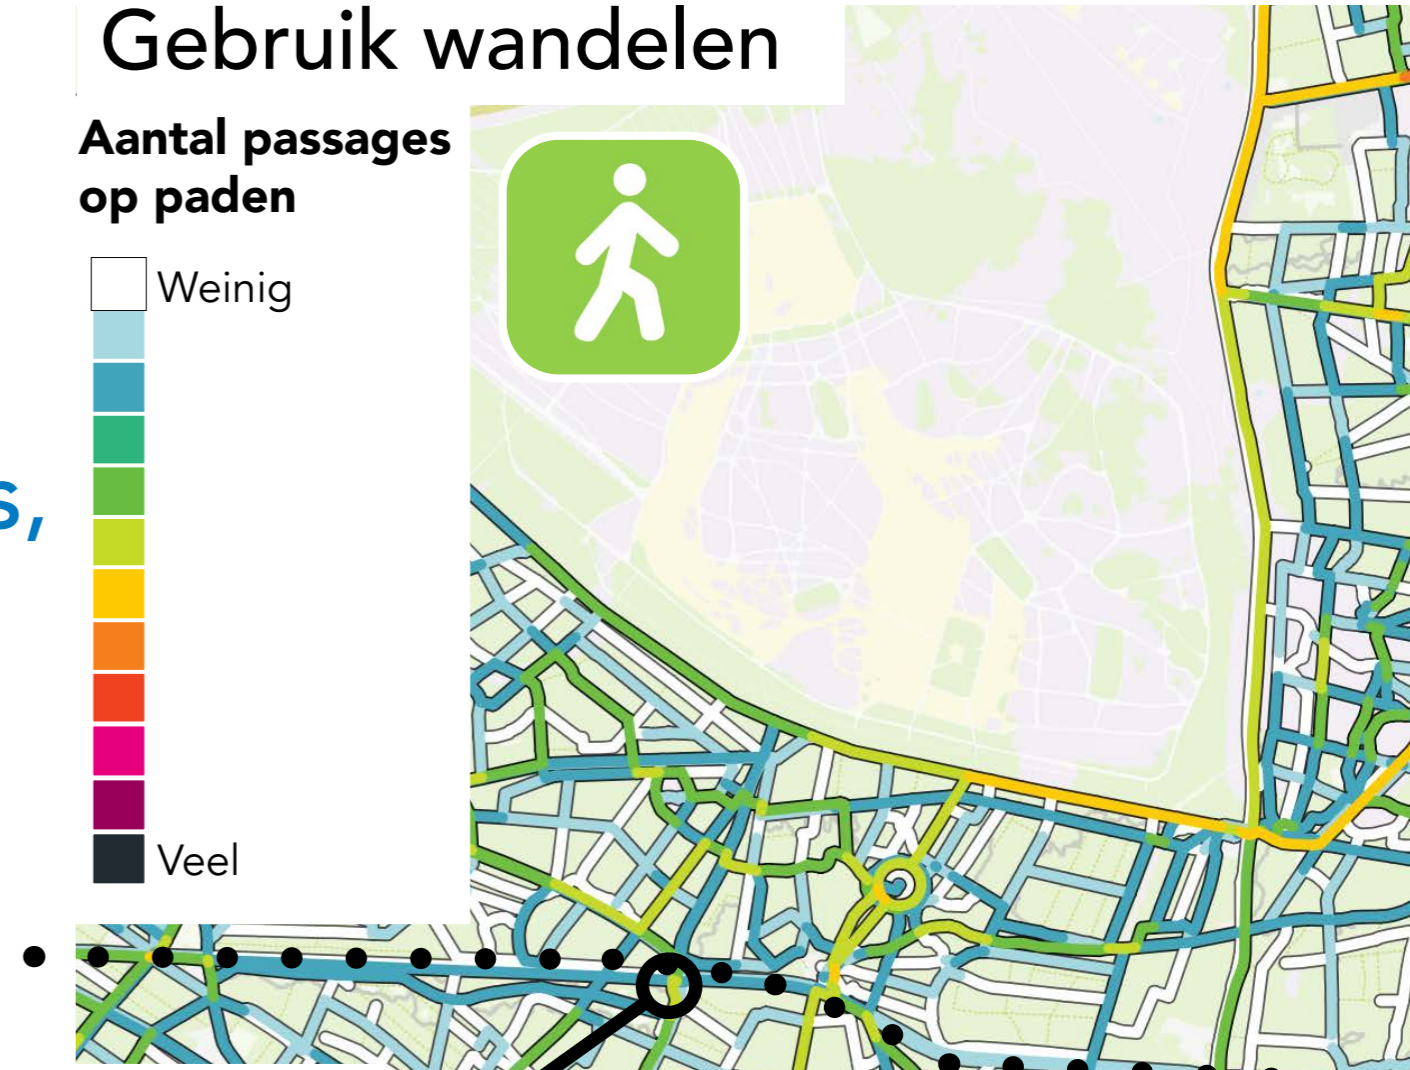 Gebruik wandelen
Aantal passages
op paden
Weinig
s,
Veel